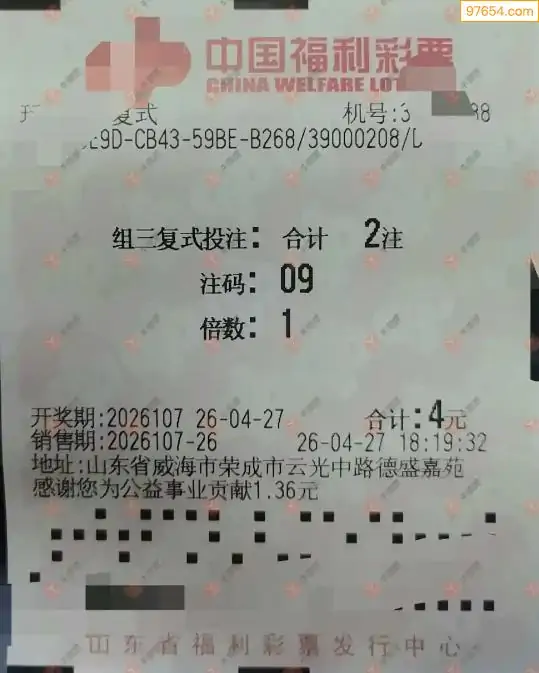 97654.com
中国福利彩票
CHINA WELFARE LOT
复式 机号:3 88
E9D-CB43-59BE-B268/39000208/
组三复式投注: 合计 2注
注码: 09
倍数: 1
开奖期:2026107 26-04-27 合计:4元
销售期:2026107-26 26-04-27 18:19:32
地址:山东省威海市荣成市云光中路德盛嘉苑
感谢您为公益事业贡献1.36元
山东省福利彩票发行中心